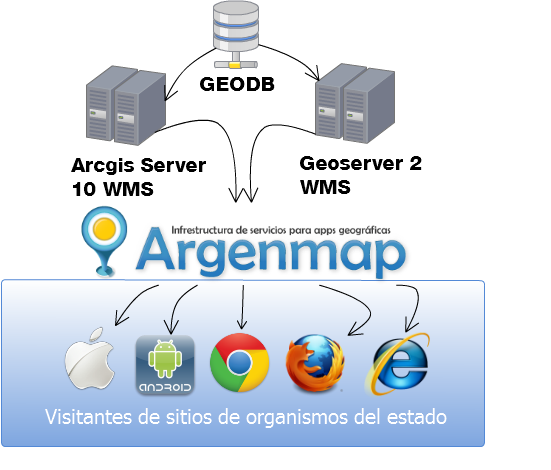 GEODB
Arcgis Server
10 WMS
Geoserver 2
WMS
Infrestructura de servicios para apps geográficas
Argenmap
ANDROID
Visitantes de sitios de organismos del estado